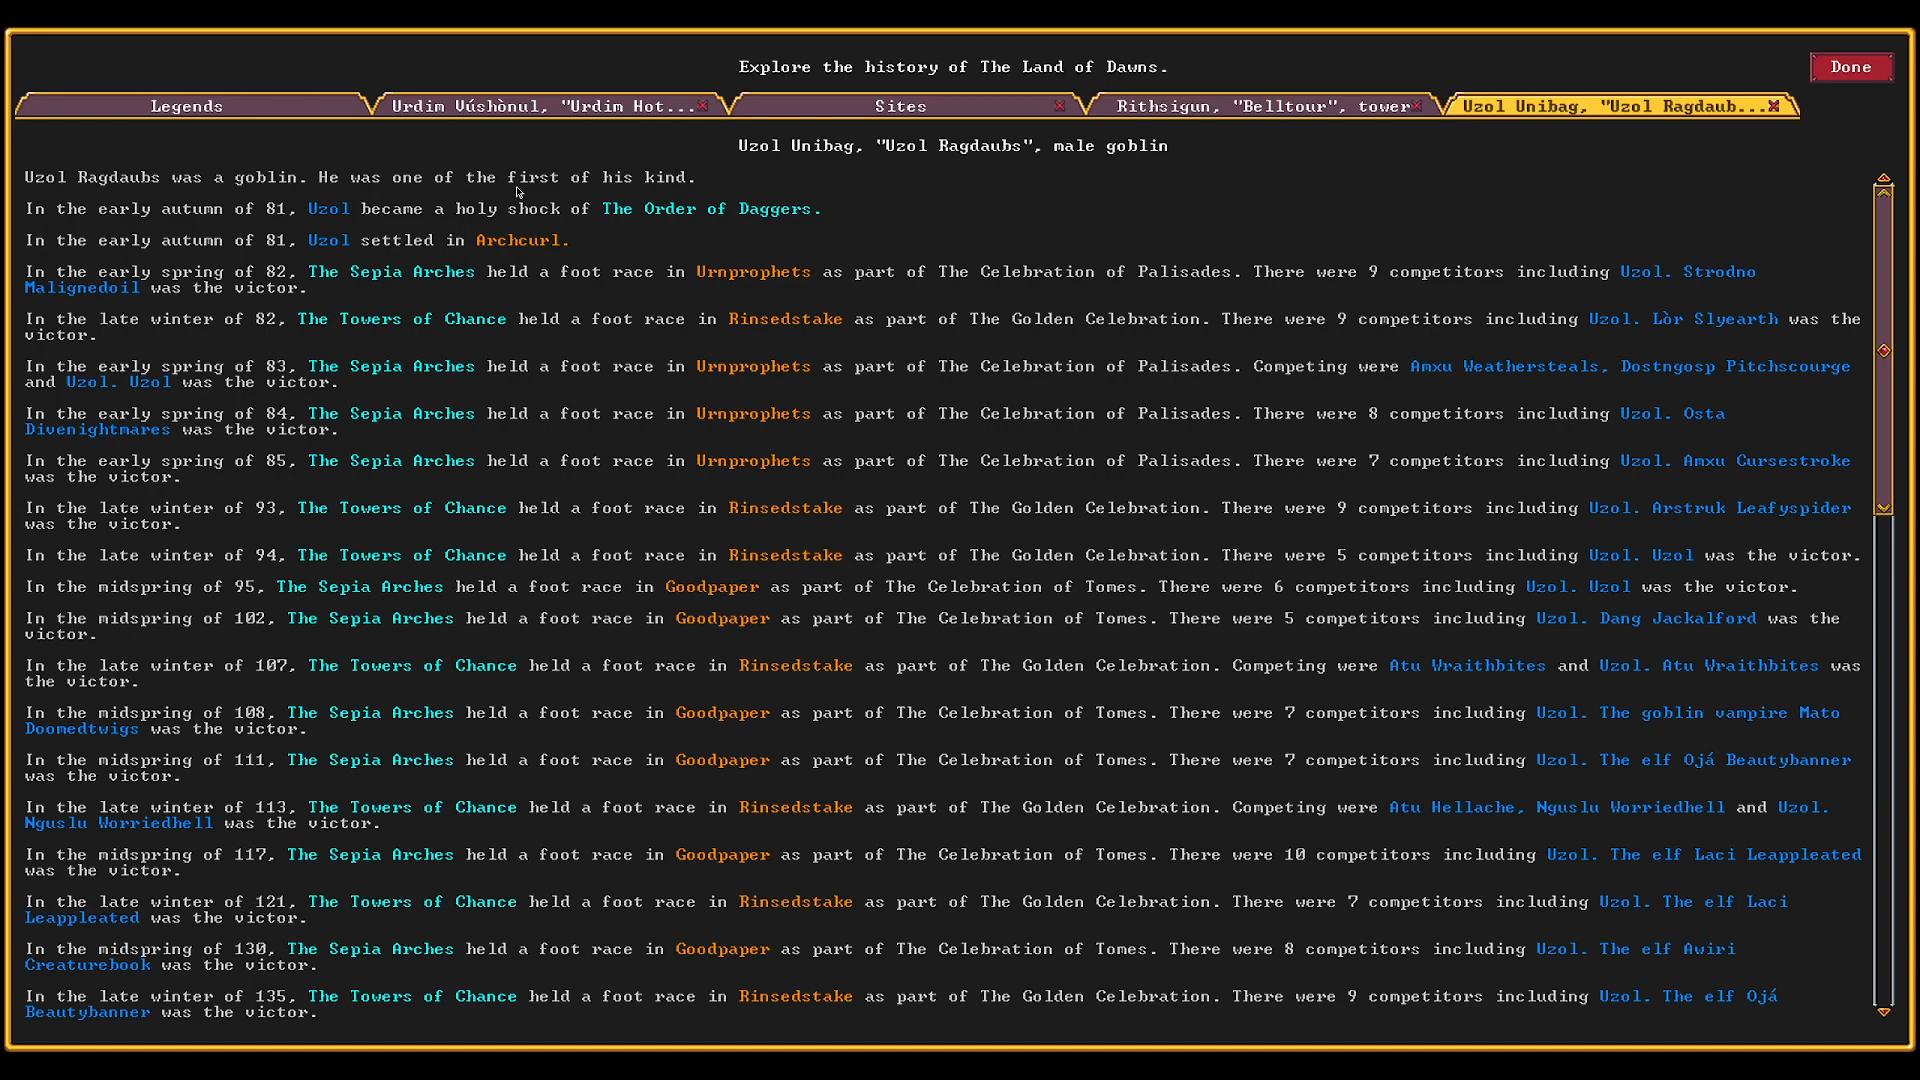 Explore the history of The Land of Dawns.
Done
Legends
Urdim Vúshònul, "Urdim Hot...
Sites
Rithsigun, "Belltour", tower
Uzol Unibag, "Uzol Ragdaub...
Uzol Unibag, "Uzol Ragdaubs", male goblin
Uzol Ragdaubs was a goblin. He was one of the first of his kind.
In the early autumn of 81, Uzol became a holy shock of The Order of Daggers.
In the early autumn of 81, Uzol settled in Archcurl.
In the early spring of 82, The Sepia Arches held a foot race in Urnprophets as part of The Celebration of Palisades. There were 9 competitors including Uzol. Strodno
Malignedoil was the victor.
In the late winter of 82, The Towers of Chance held a foot race in Rinsedstake as part of The Golden Celebration. There were 9 competitors including Uzol. Lòr Slyearth was the
victor.
In the early spring of 83, The Sepia Arches held a foot race in Urnprophets as part of The Celebration of Palisades. Competing were Amxu Weathersteals, Dostngosp Pitchscourge
and Uzol. Uzol was the victor.
In the early spring of 84, The Sepia Arches held a foot race in Urnprophets as part of The Celebration of Palisades. There were 8 competitors including Uzol. Osta
Divenightmares was the victor.
In the early spring of 85, The Sepia Arches held a foot race in Urnprophets as part of The Celebration of Palisades. There were 7 competitors including Uzol. Amxu Cursestroke
was the victor.
In the late winter of 93, The Towers of Chance held a foot race in Rinsedstake as part of The Golden Celebration. There were 9 competitors including Uzol. Arstruk Leafyspider
was the victor.
In the late winter of 94, The Towers of Chance held a foot race in Rinsedstake as part of The Golden Celebration. There were 5 competitors including Uzol. Uzol was the victor.
In the midspring of 95, The Sepia Arches held a foot race in Goodpaper as part of The Celebration of Tomes. There were 6 competitors including Uzol. Uzol was the victor.
In the midspring of 102, The Sepia Arches held a foot race in Goodpaper as part of The Celebration of Tomes. There were 5 competitors including Uzol. Dang Jackalford was the
victor.
In the late winter of 107, The Towers of Chance held a foot race in Rinsedstake as part of The Golden Celebration. Competing were Atu Wraithbites and Uzol. Atu Wraithbites was
the victor.
In the midspring of 108, The Sepia Arches held a foot race in Goodpaper as part of The Celebration of Tomes. There were 7 competitors including Uzol. The goblin vampire Mato
Doomedtwigs was the victor.
In the midspring of 111, The Sepia Arches held a foot race in Goodpaper as part of The Celebration of Tomes. There were 7 competitors including Uzol. The elf Ojá Beautybanner
was the victor.
In the late winter of 113, The Towers of Chance held a foot race in Rinsedstake as part of The Golden Celebration. Competing were Atu Hellache, Nguslu Worriedhell and Uzol.
Nguslu Worriedhell was the victor.
In the midspring of 117, The Sepia Arches held a foot race in Goodpaper as part of The Celebration of Tomes. There were 10 competitors including Uzol. The elf Laci Leappleated
was the victor.
In the late winter of 121, The Towers of Chance held a foot race in Rinsedstake as part of The Golden Celebration. There were 7 competitors including Uzol. The elf Laci
Leappleated was the victor.
In the midspring of 130, The Sepia Arches held a foot race in Goodpaper as part of The Celebration of Tomes. There were 8 competitors including Uzol. The elf Awiri
Creaturebook was the victor.
In the late winter of 135, The Towers of Chance held a foot race in Rinsedstake as part of The Golden Celebration. There were 9 competitors including Uzol. The elf Ojá
Beautybanner was the victor.